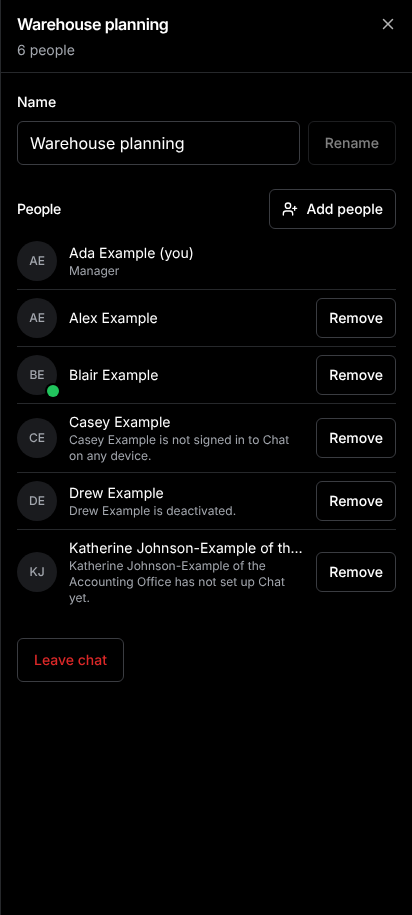 Warehouse planning
6 people
Name
Warehouse planning
Rename
People
Add people
AE
Ada Example (you)
Manager
AE
Alex Example
Remove
BE
Blair Example
Remove
CE
Casey Example
Casey Example is not signed in to Chat
on any device.
Remove
DE
Drew Example
Drew Example is deactivated.
Remove
KJ
Katherine Johnson-Example of th...
Katherine Johnson-Example of the
Accounting Office has not set up Chat
yet.
Remove
Leave chat